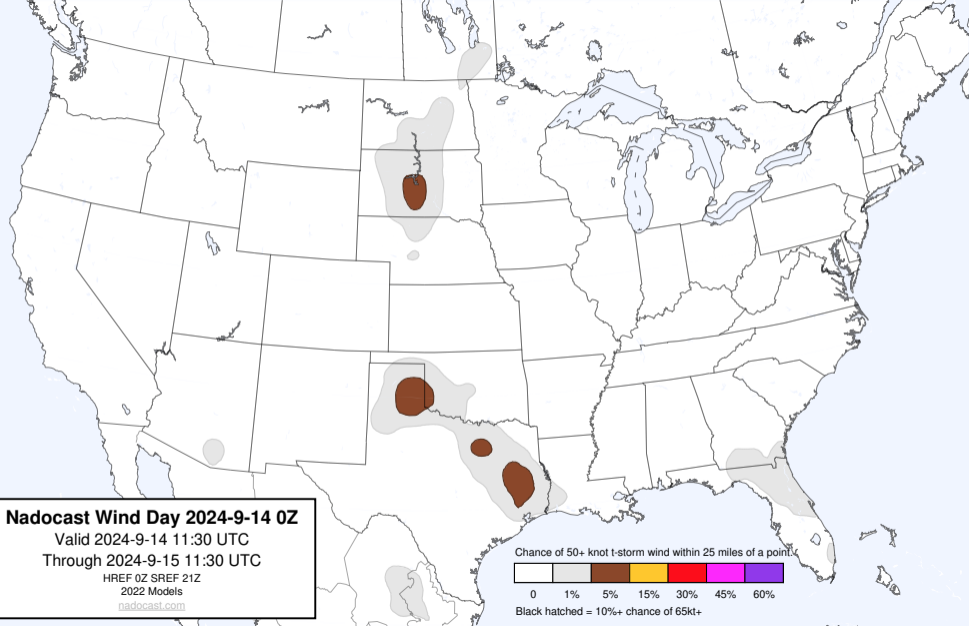 Nadocast Wind Day 2024-9-14 0Z
Valid 2024-9-14 11:30 UTC
Through 2024-9-15 11:30 UTC
HREF 0Z SREF 21Z
2022 Models
nadocast.com
Chance of 50+ knot t-storm wind within 25 miles of a point.
0 1% 5% 15% 30% 45% 60%
Black hatched = 10%+ chance of 65kt+